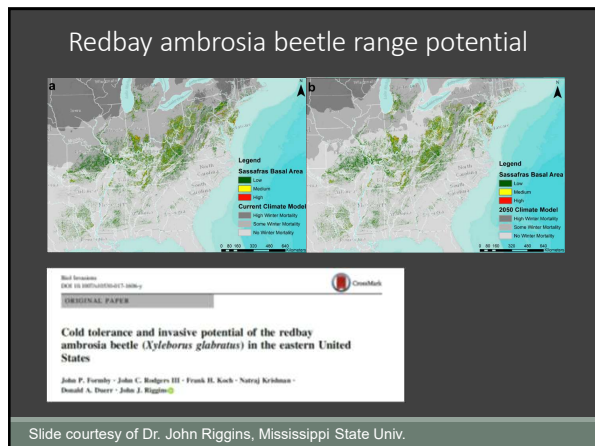 Redbay ambrosia beetle range potential
a
Legend
Sassafras Basal Area
Low
Medium
High
Current Climate Model
High Winter Mortality
Some Winter Mortality
No Winter Mortality
b
Legend
Sassafras Basal Area
Low
Medium
High
2050 Climate Model
High Winter Mortality
Some Winter Mortality
No Winter Mortality
Biol Invasions
CrossMark
ORIGINAL PAPER
Cold tolerance and invasive potential of the redbay
ambrosia beetle (Xyleborus glabratus) in the eastern United
States
John P. Formby · John C. Rodgers III · Frank H. Koch · Natraj Krishnan ·
Donald A. Duerr · John J. Riggins
Slide courtesy of Dr. John Riggins, Mississippi State Univ.